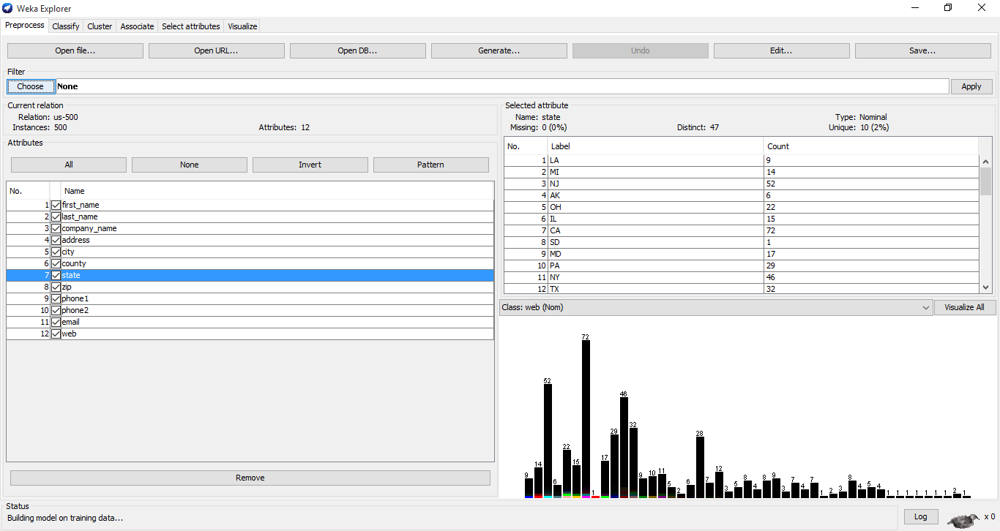 Weka Explorer
Preprocess Classify Cluster Associate Select attributes Visualize
Open file... Open URL... Open DB... Generate... Undo Edit... Save...
Filter
Choose None Apply
Current relation
Relation: us-500
Instances: 500 Attributes: 12
Attributes
All None Invert Pattern
No. Name
1 first_name
2 last_name
3 company_name
4 address
5 city
6 county
7 state
8 zip
9 phone1
10 phone2
11 email
12 web
Remove
Selected attribute
Name: state Type: Nominal
Missing: 0 (0%) Distinct: 47 Unique: 10 (2%)
No. Label Count
1 LA 9
2 MI 14
3 NJ 52
4 AK 6
5 OH 22
6 IL 15
7 CA 72
8 SD 1
9 MD 17
10 PA 29
11 NY 46
12 TX 32
Class: web (Nom) Visualize All
9 14 52 6 22 15 72 1 17 29 46 32 9 10 11 5 2 6 28 7 12 3 5 8 4 8 9 3 7 4 7 1 2 3 8 4 5 4 1 1 1 1 1 1 1 2 1
Status
Building model on training data...
Log x 0